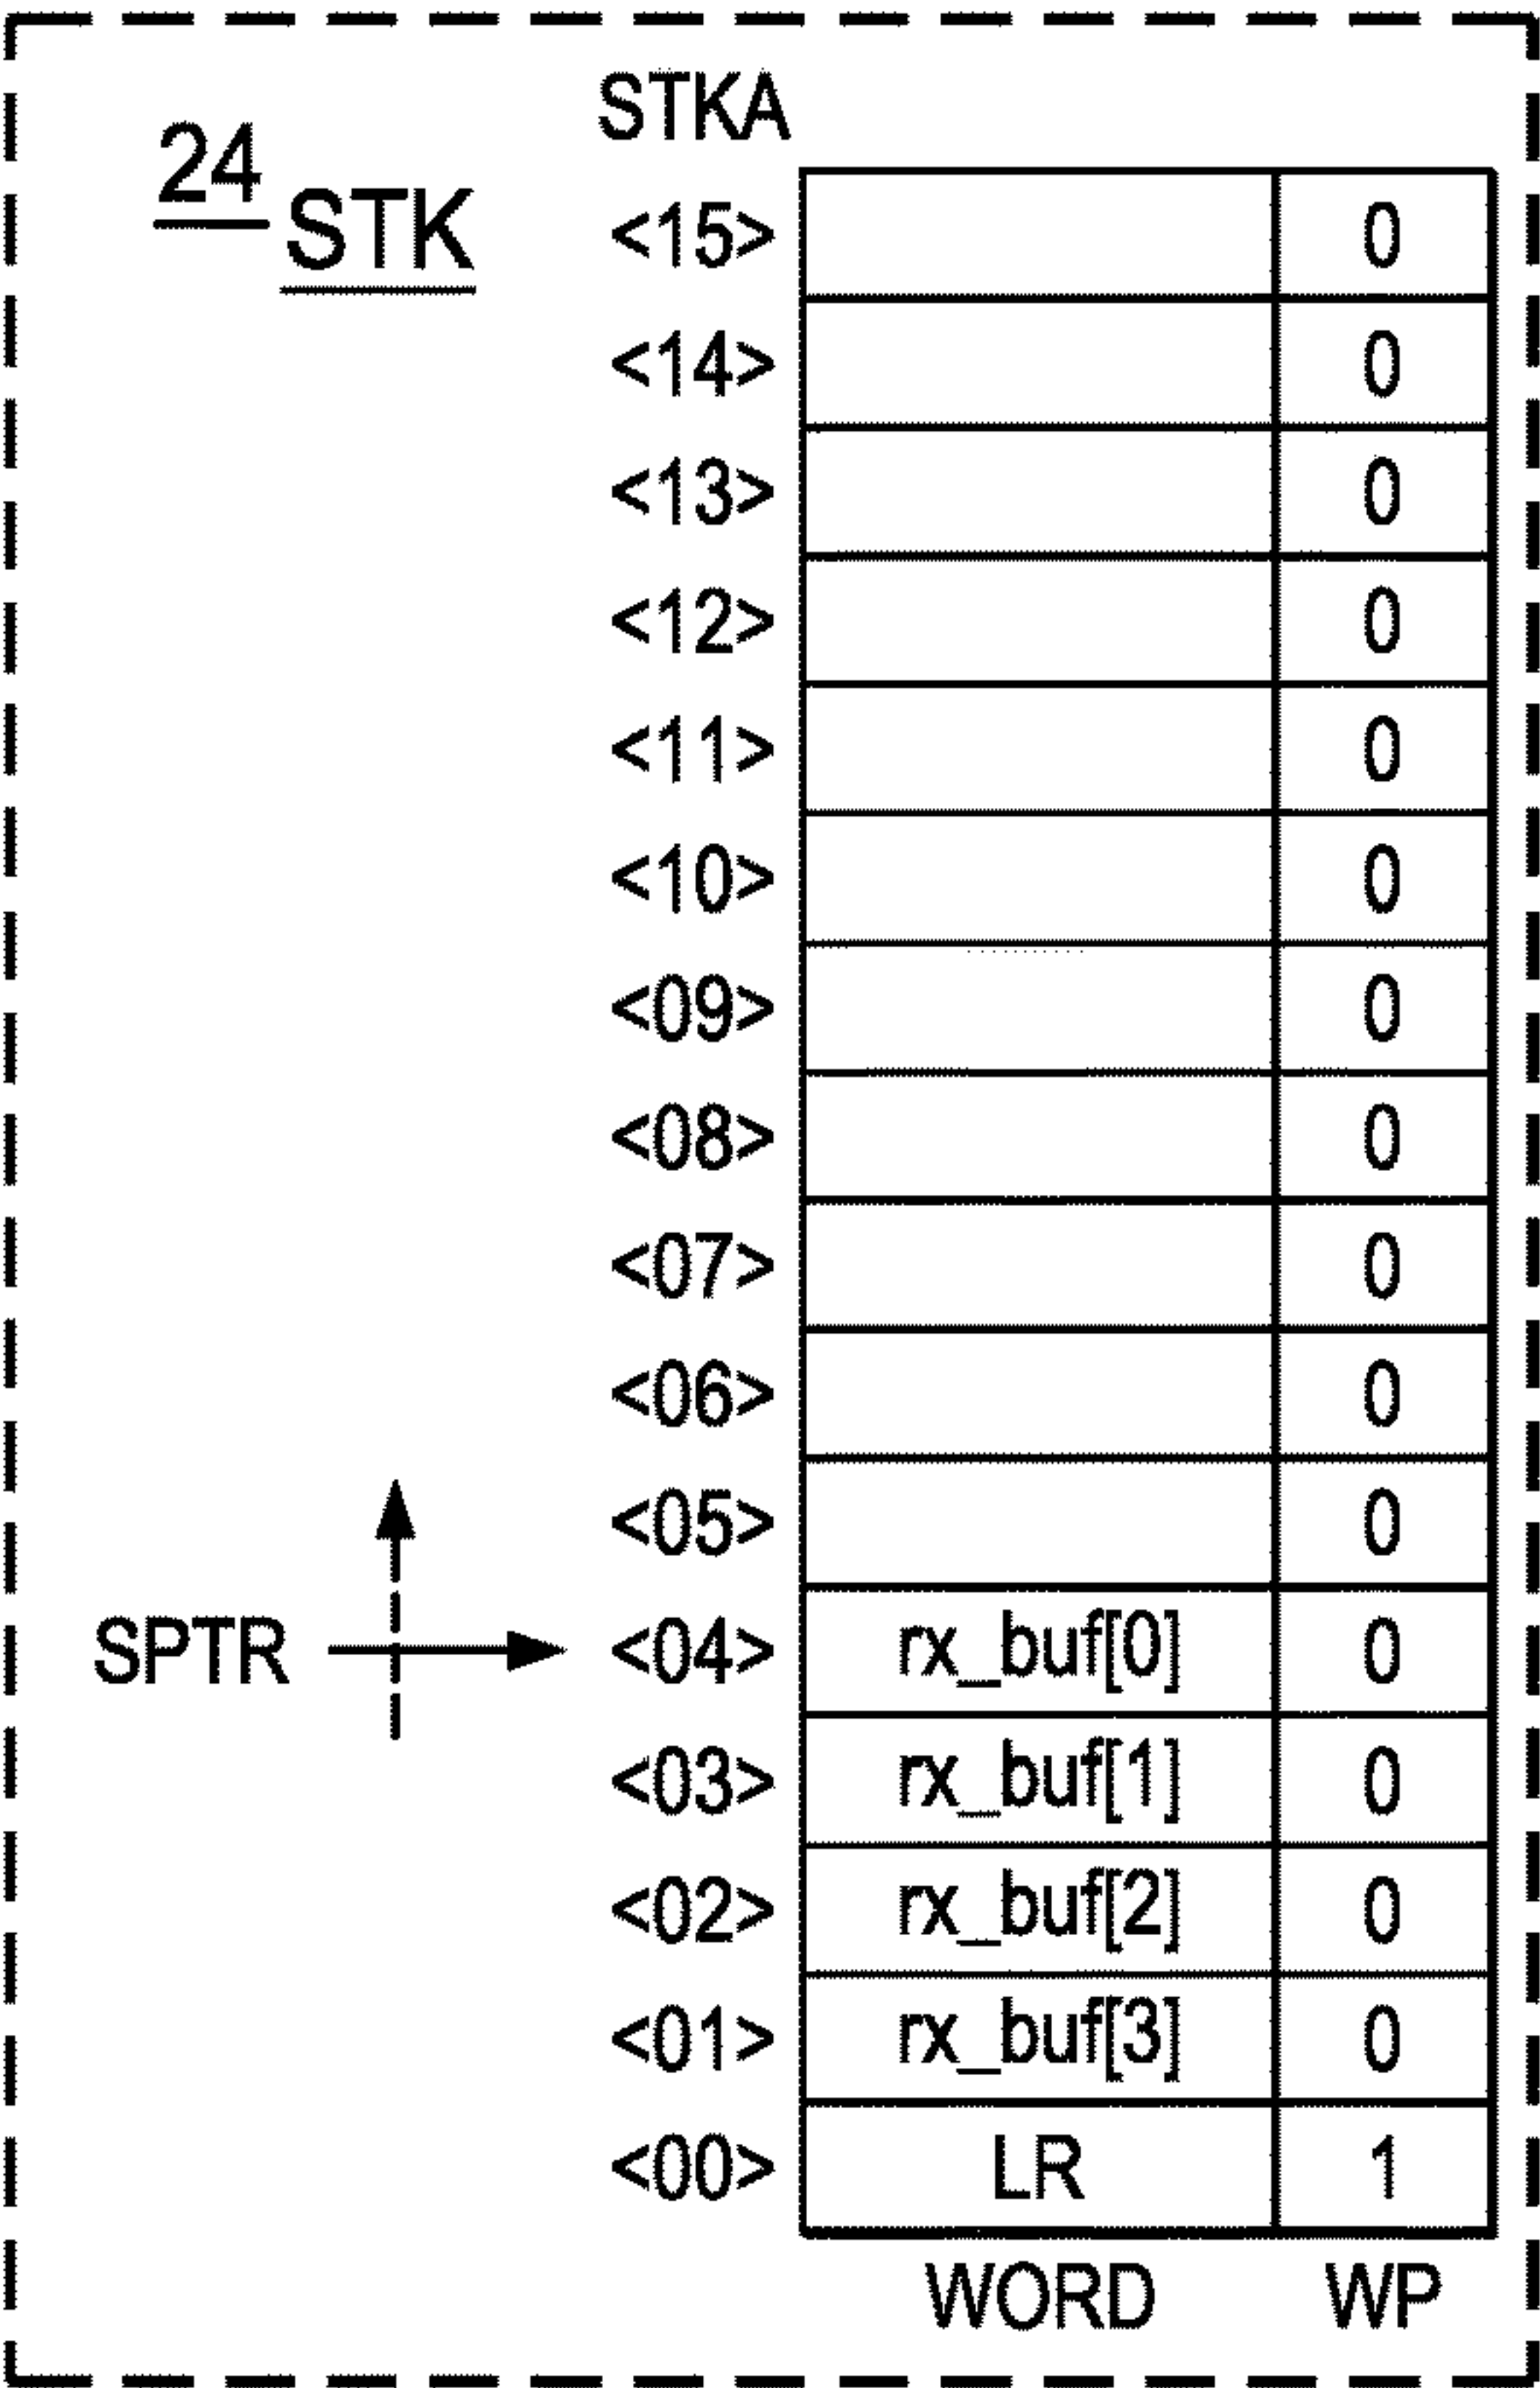 STKA
24 STK
<15> 0
<14> 0
<13> 0
<12> 0
<11> 0
<10> 0
<09> 0
<08> 0
<07> 0
<06> 0
<05> 0
SPTR <04> rx_buf[0] 0
<03> rx_buf[1] 0
<02> rx_buf[2] 0
<01> rx_buf[3] 0
<00> LR 1
WORD WP